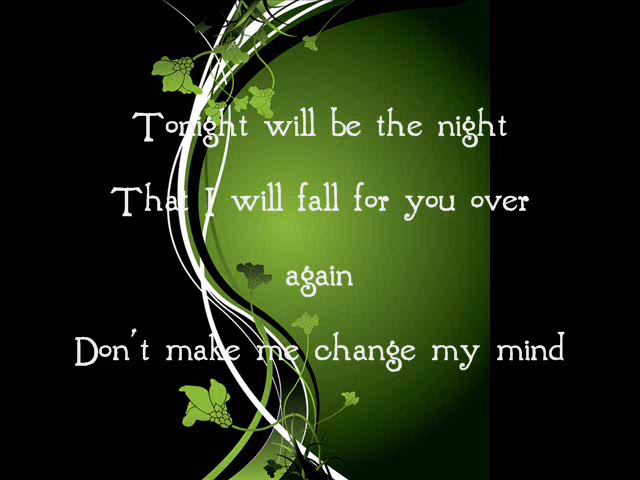 Tonight will be the night
That I will fall for you over
again
Don't make me change my mind